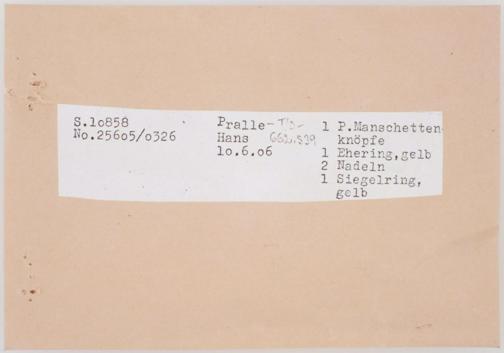 S.1o858
No.256o5/o326
Pralle-
Hans
1o.6.o6
1 P.Manschetten-
knöpfe
1 Ehering,gelb
2 Nadeln
1 Siegelring,
gelb